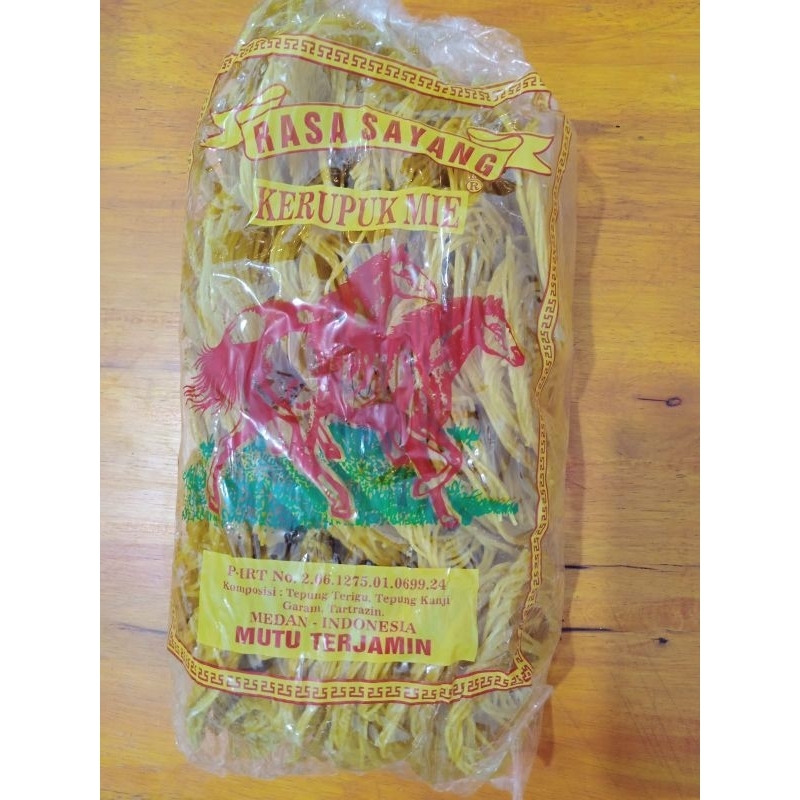 RASA SAYANG
®
KERUPUK MIE
P-IRT No. 2.06.1275.01.0699.24
Komposisi : Tepung Terigu, Tepung Kanji
Garam, Tartrazin.
MEDAN - INDONESIA
MUTU TERJAMIN